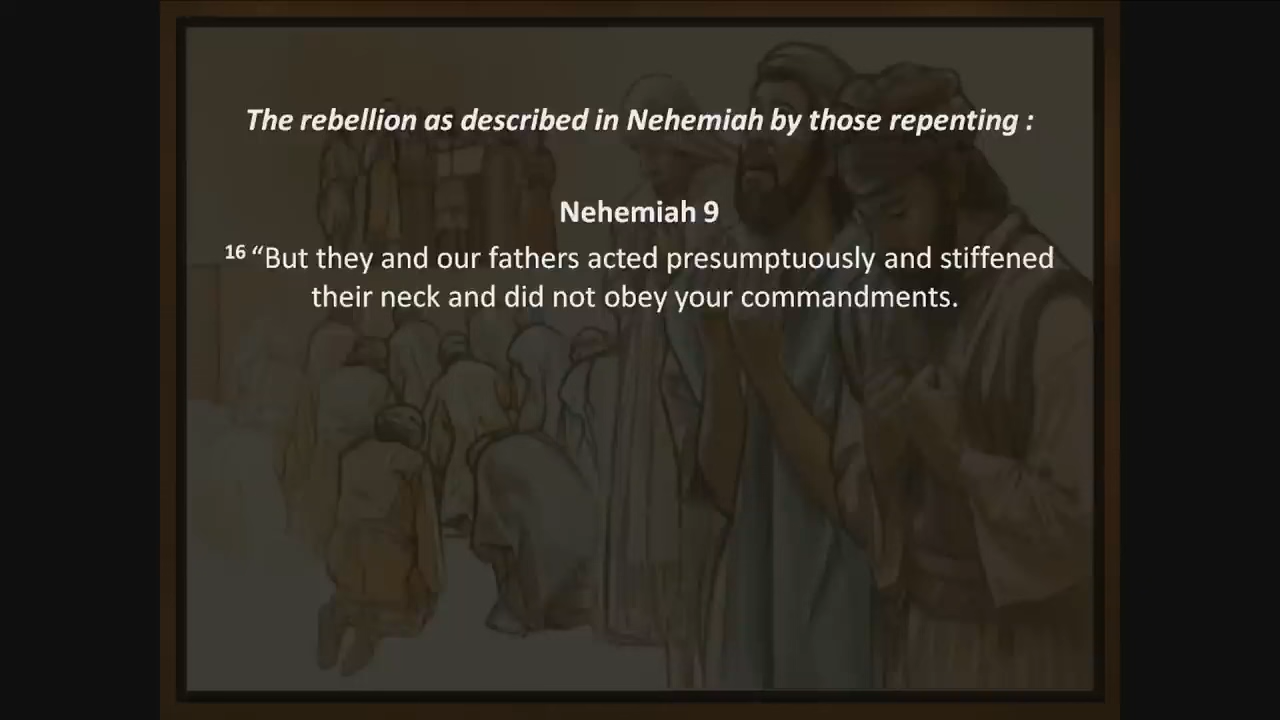 The rebellion as described in Nehemiah by those repenting :
Nehemiah 9
16 “But they and our fathers acted presumptuously and stiffened
their neck and did not obey your commandments.